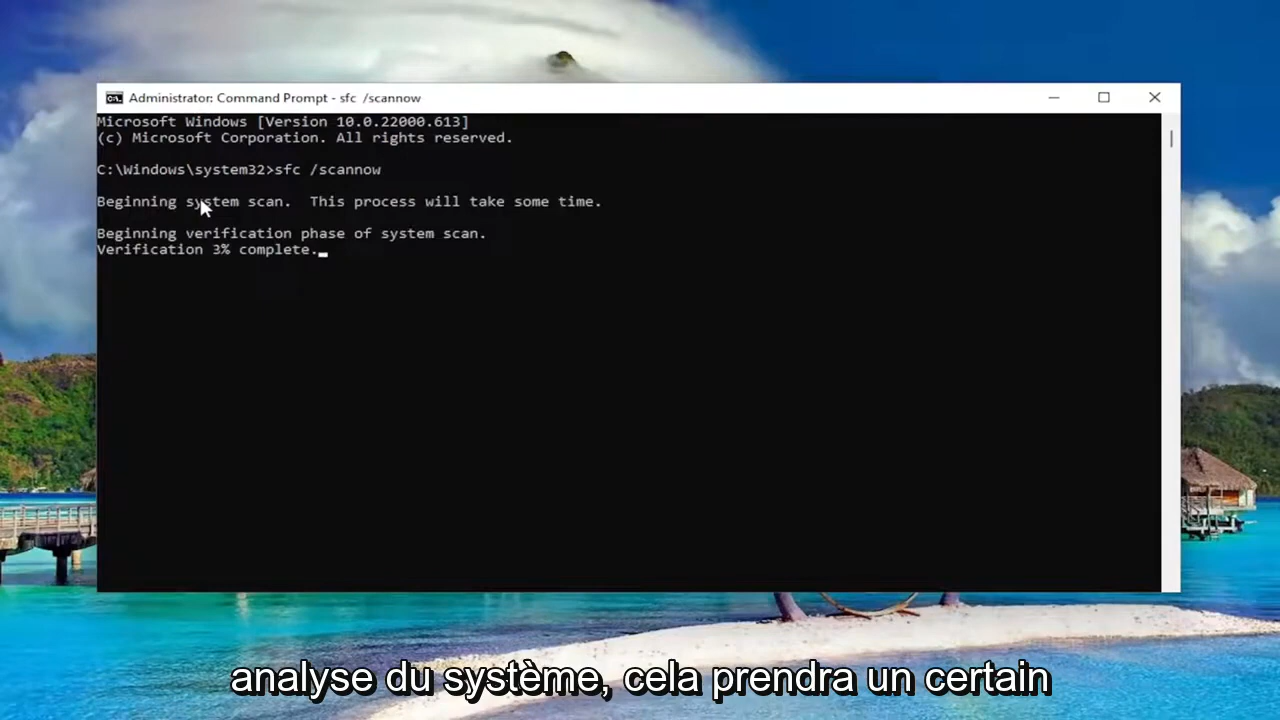 Administrator: Command Prompt - sfc /scannow
Microsoft Windows [Version 10.0.22000.613]
(c) Microsoft Corporation. All rights reserved.
C:\Windows\system32>sfc /scannow
Beginning system scan.  This process will take some time.
Beginning verification phase of system scan.
Verification 3% complete.
analyse du système, cela prendra un certain